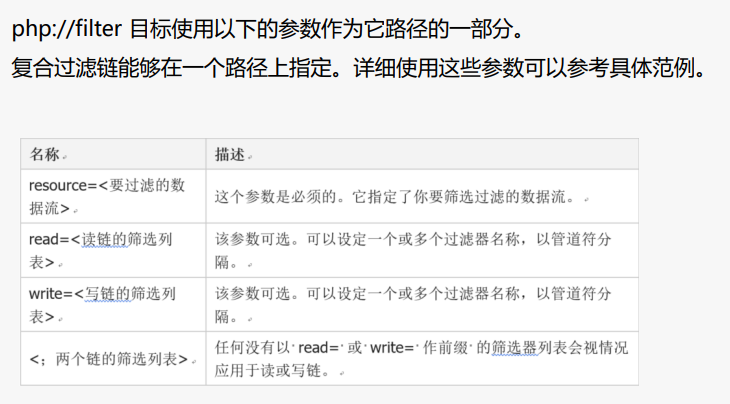 php://filter 目标使用以下的参数作为它路径的一部分。
复合过滤链能够在一个路径上指定。详细使用这些参数可以参考具体范例。
名称 描述
resource=<要过滤的数
据流> 这个参数是必须的。它指定了你要筛选过滤的数据流。
read=<读链的筛选列
表> 该参数可选。可以设定一个或多个过滤器名称，以管道符分
隔。
write=<写链的筛选列
表> 该参数可选。可以设定一个或多个过滤器名称，以管道符分
隔。
<；两个链的筛选列表> 任何没有以 read= 或 write= 作前缀 的筛选器列表会视情况
应用于读或写链。